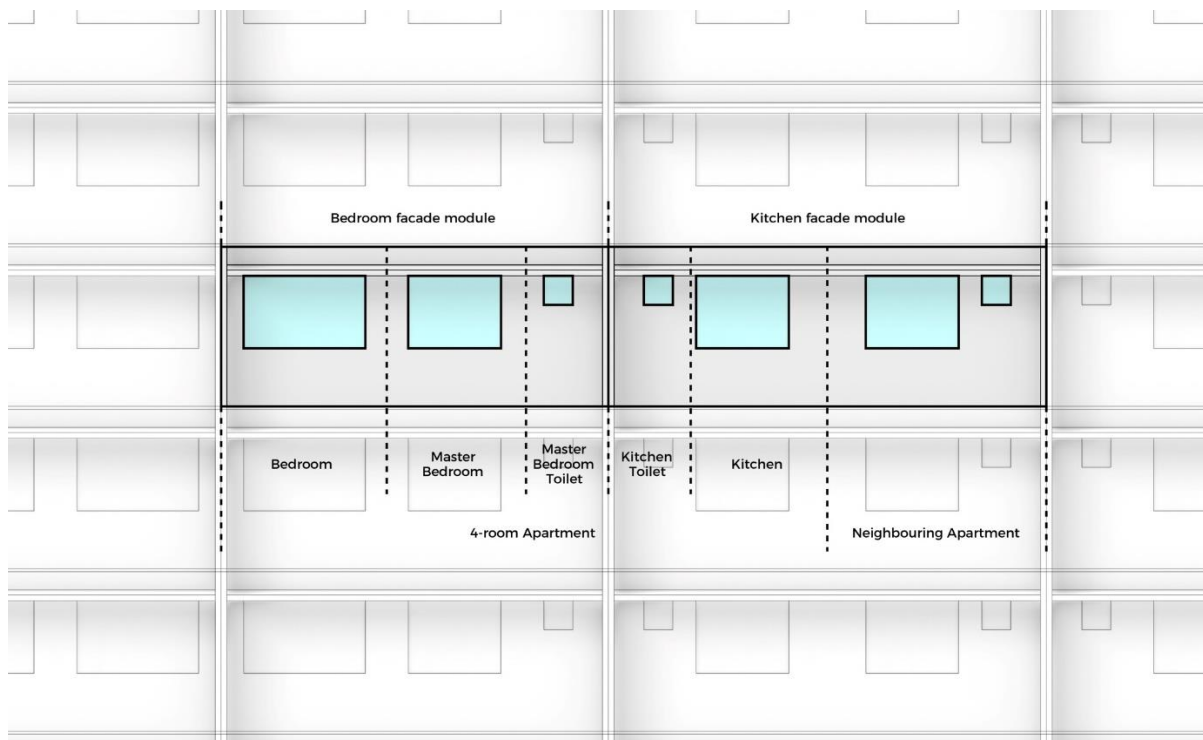 Bedroom facade module
Kitchen facade module
Bedroom
Master
Bedroom
Master
Bedroom
Toilet
Kitchen
Toilet
Kitchen
4-room Apartment
Neighbouring Apartment